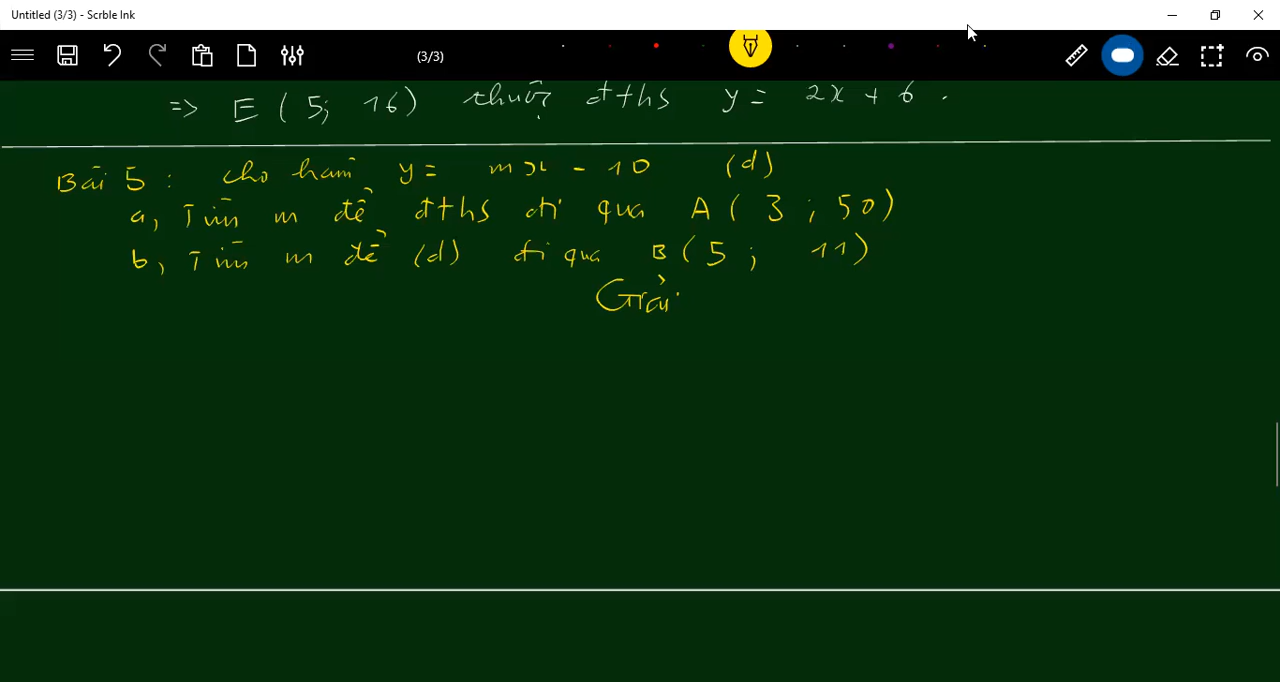 Untitled (3/3) - Scrble Ink
(3/3)
=> E ( 5; 16) thuộc đths y = 2x + 6 .
Bài 5 : cho hàm y = mx - 10 (d)
a, Tìm m để đths đi qua A ( 3 ; 50)
b, Tìm m để (d) đi qua B ( 5 ; 11)
Giải